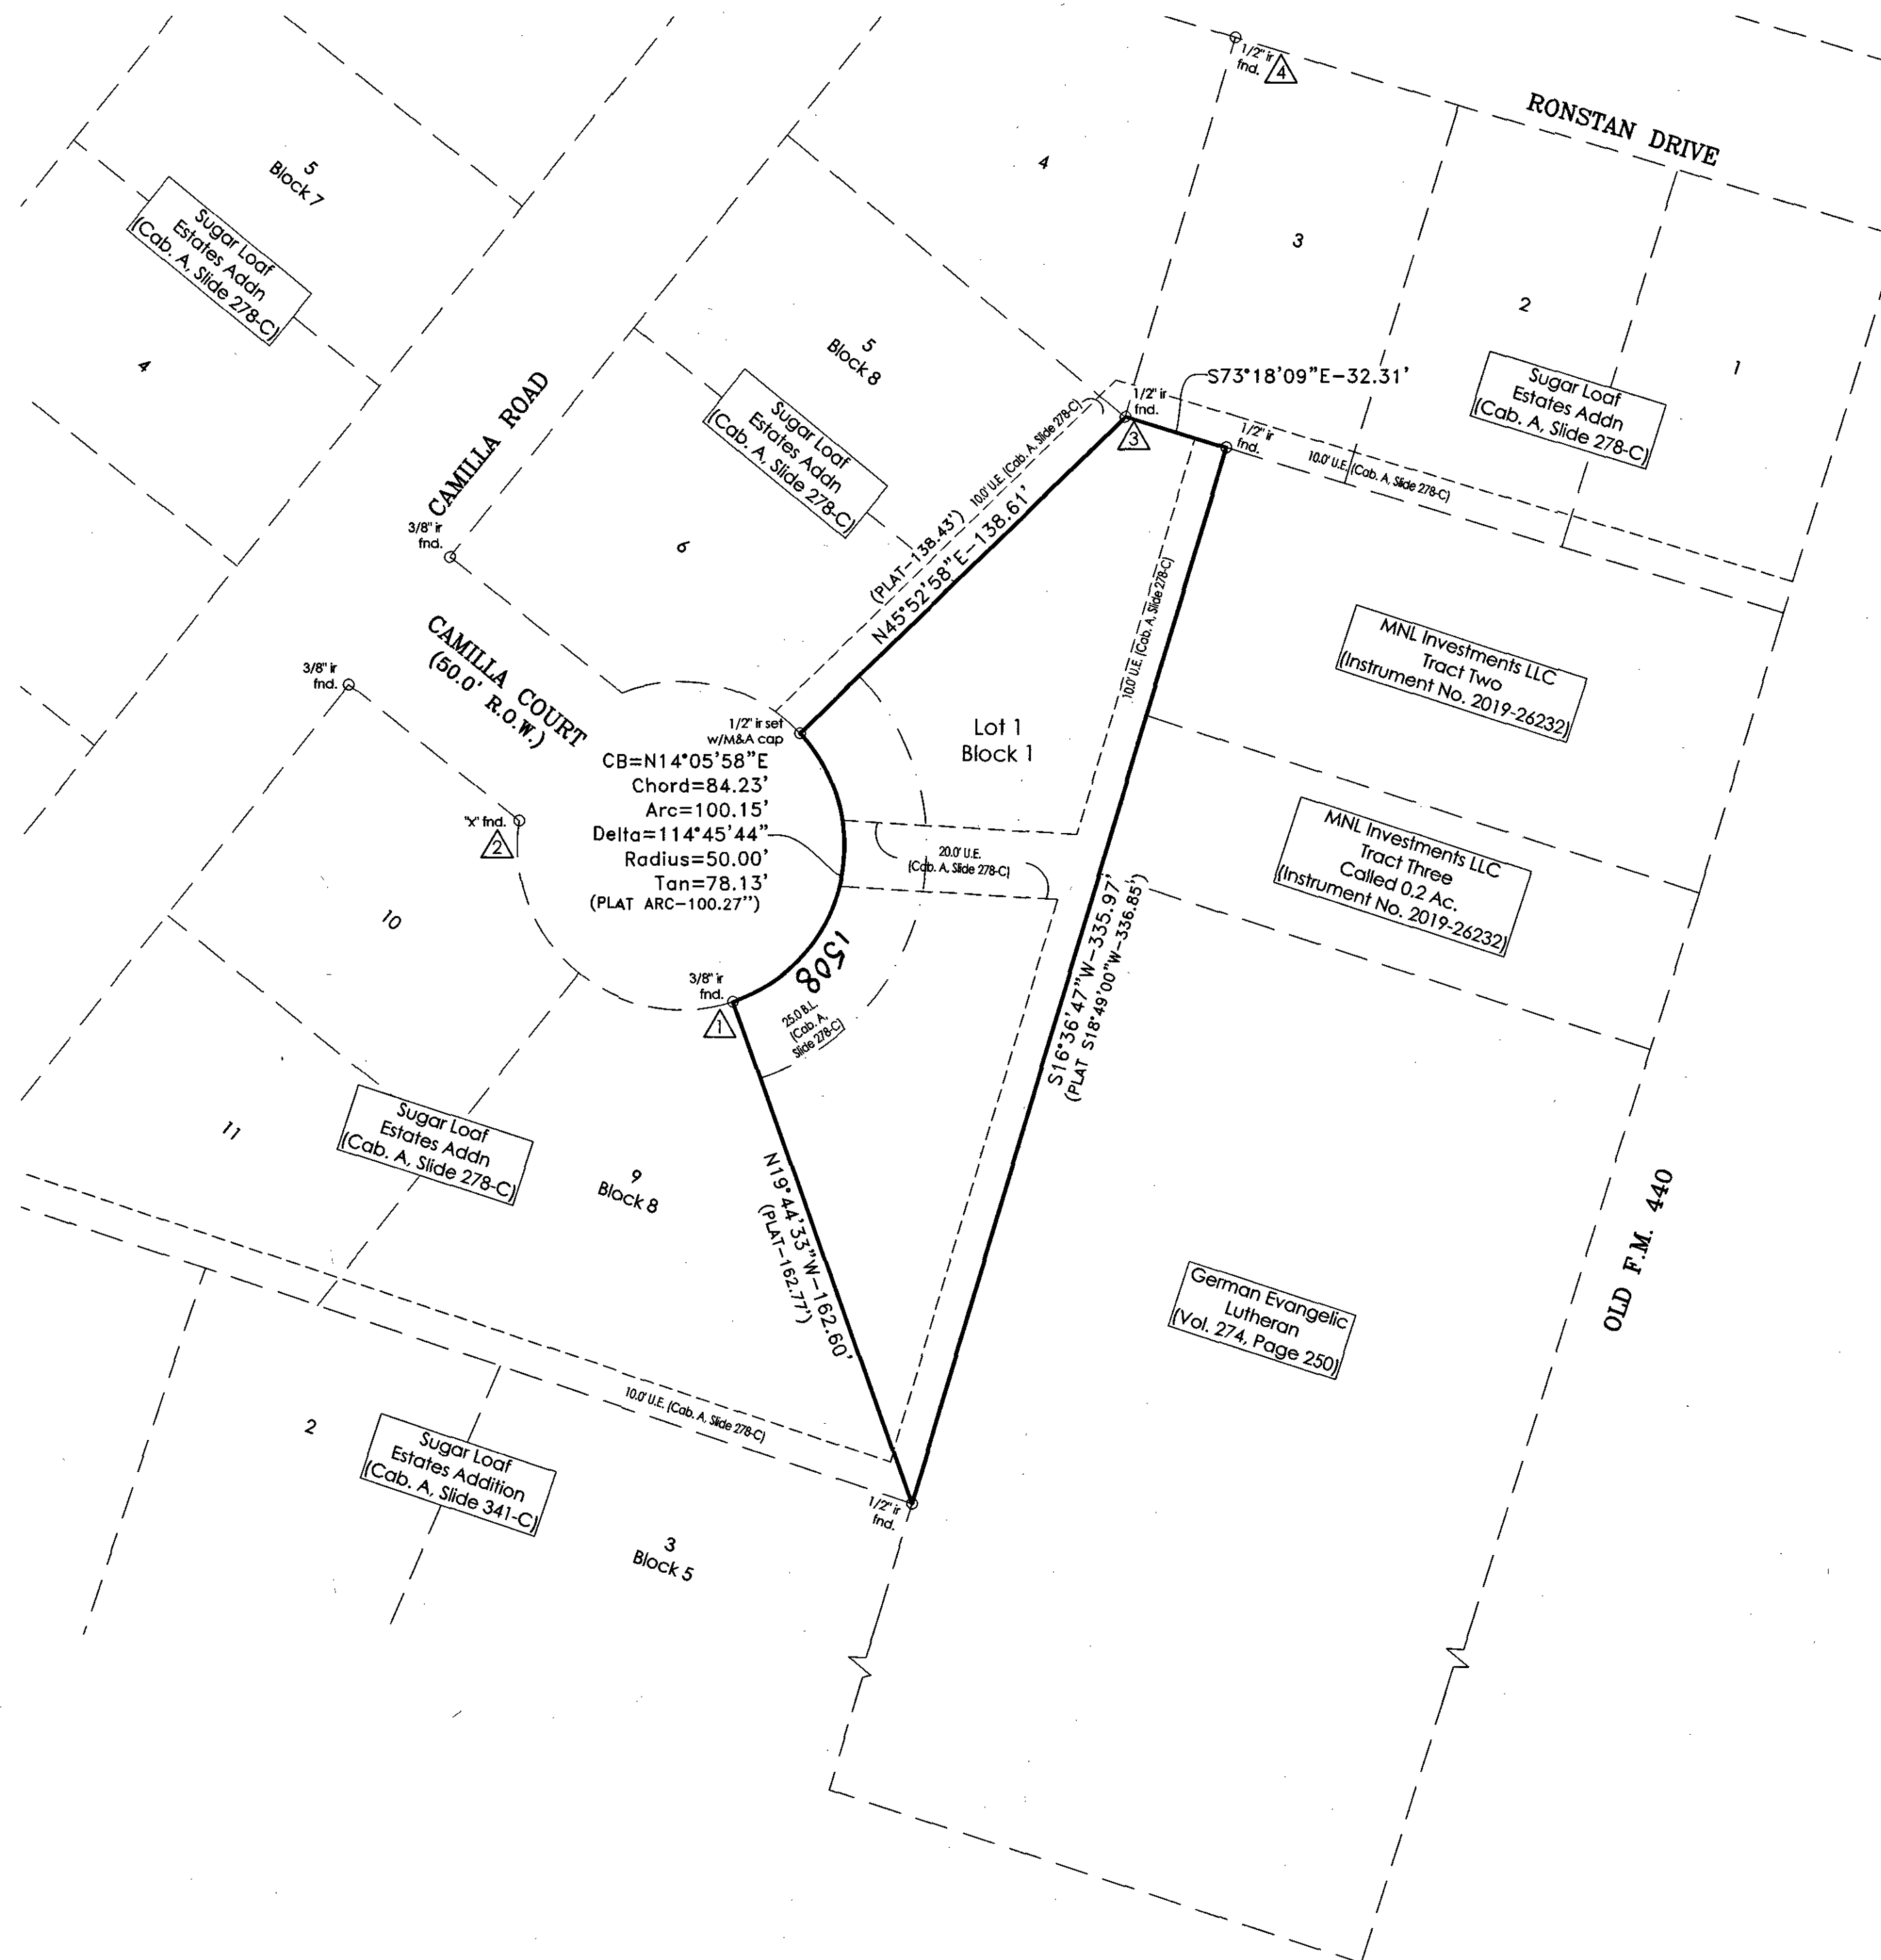 1/2" ir
fnd.
4
RONSTAN DRIVE
5
Block 7
4
Sugar Loaf
Estates Addn
(Cab. A, Slide 278-C)
3
2
1
4
5
Block 8
S73°18'09"E-32.31'
Sugar Loaf
Estates Addn
(Cab. A, Slide 278-C)
1/2" ir
fnd.
3
1/2" ir
fnd.
10.0' U.E. (Cab. A, Slide 278-C)
CAMILLA ROAD
Sugar Loaf
Estates Addn
(Cab. A, Slide 278-C)
10.0' U.E. (Cab. A, Slide 278-C)
(PLAT-138.43')
N45°52'58"E-138.61'
3/8" ir
fnd.
6
10.0' U.E. (Cab. A, Slide 278-C)
CAMILLA COURT
(50.0' R.O.W.)
3/8" ir
fnd.
MNL Investments LLC
Tract Two
(Instrument No. 2019-26232)
1/2" ir set
w/M&A cap
Lot 1
Block 1
CB=N14°05'58"E
Chord=84.23'
Arc=100.15'
Delta=114°45'44"
Radius=50.00'
Tan=78.13'
(PLAT ARC-100.27")
"x" fnd.
2
20.0' U.E.
(Cab. A, Slide 278-C)
MNL Investments LLC
Tract Three
Called 0.2 Ac.
(Instrument No. 2019-26232)
10
1508
3/8" ir
fnd.
1
25.0 B.L.
(Cab. A,
Slide 278-C)
S16°36'47"W-335.97'
(PLAT S18°49'00"W-336.85')
11
Sugar Loaf
Estates Addn
(Cab. A, Slide 278-C)
9
Block 8
N19°44'33"W-162.60'
(PLAT-162.77')
OLD F.M. 440
German Evangelic
Lutheran
(Vol. 274, Page 250)
10.0' U.E. (Cab. A, Slide 278-C)
2
Sugar Loaf
Estates Addition
(Cab. A, Slide 341-C)
1/2" ir
fnd.
3
Block 5